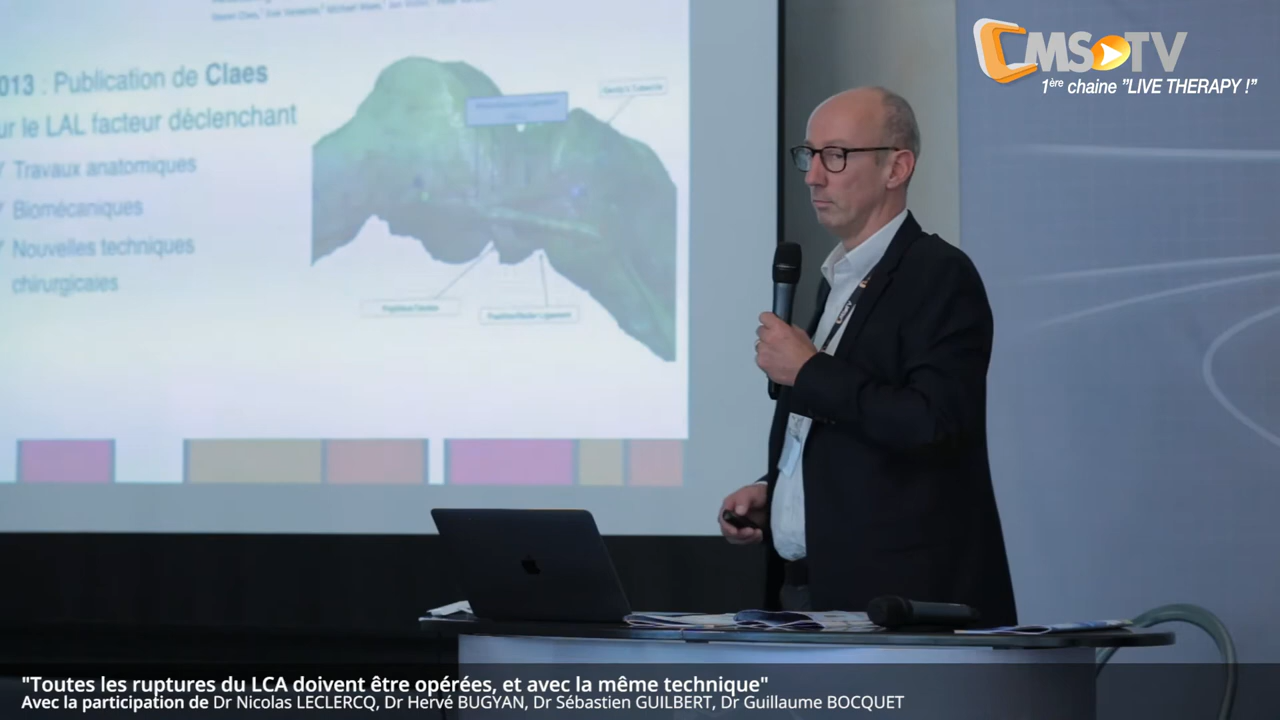 CMS TV
1ère chaine "LIVE THERAPY !"
013 : Publication de Claes
ur le LAL facteur déclenchant
Travaux anatomiques
Biomécaniques
Nouvelles techniques
chirurgicales
"Toutes les ruptures du LCA doivent être opérées, et avec la même technique"
Avec la participation de Dr Nicolas LECLERCQ, Dr Hervé BUGYAN, Dr Sébastien GUILBERT, Dr Guillaume BOCQUET